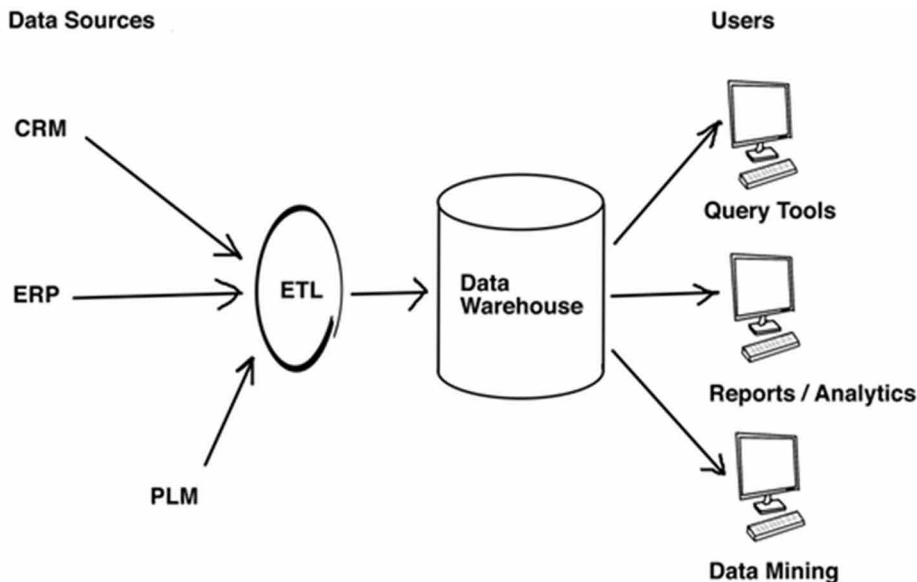 Data Sources
Users
CRM
Query Tools
ERP
ETL
Data
Warehouse
Reports / Analytics
PLM
Data Mining